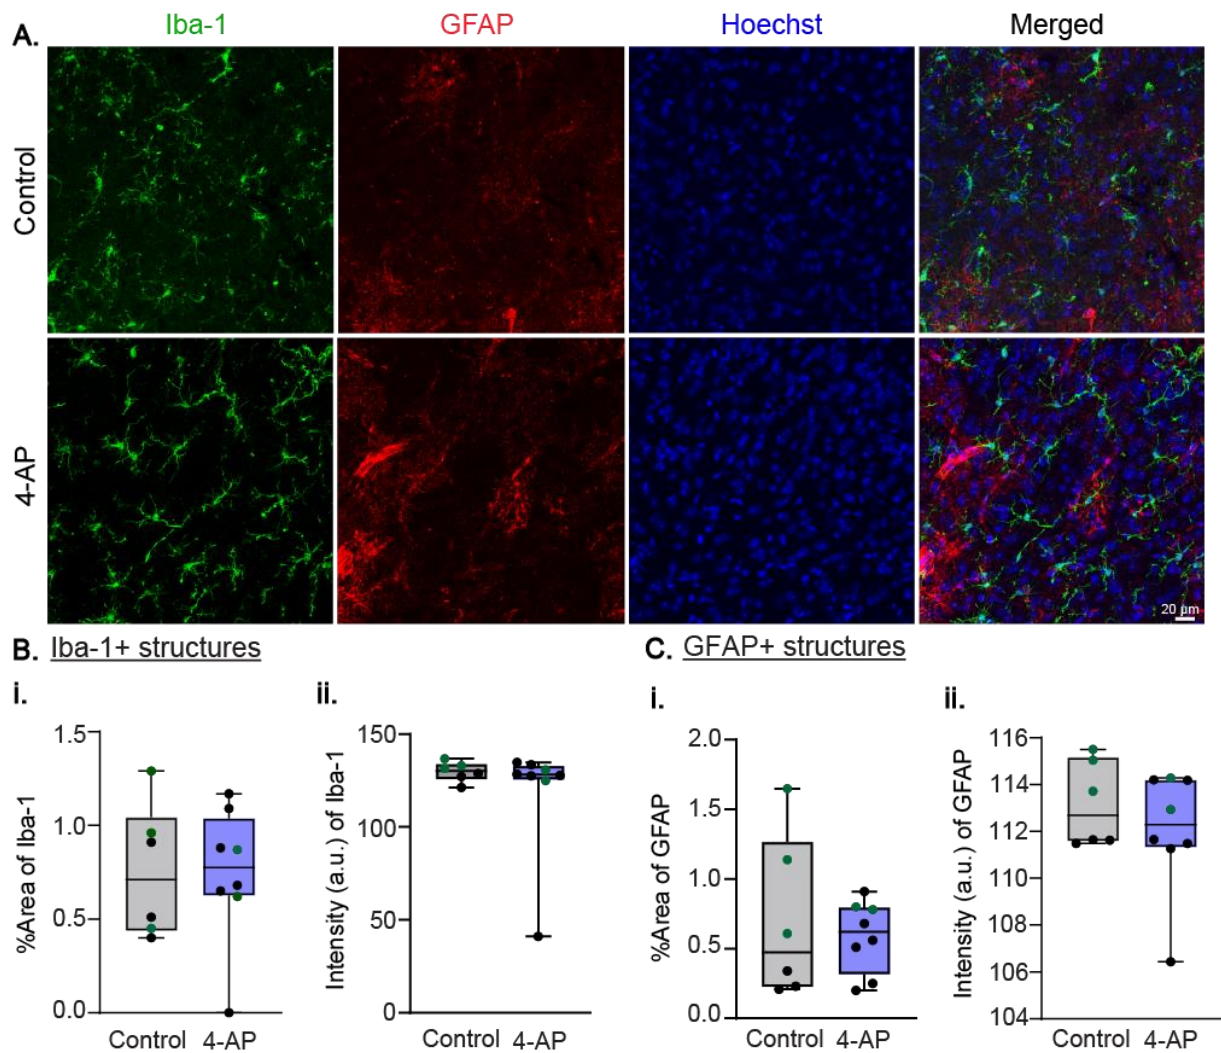 A.
Iba-1 GFAP Hoechst Merged
Control
4-AP
20 µm
B. Iba-1+ structures
i.
%Area of Iba-1
1.5
1.0
0.5
0.0
Control 4-AP
ii.
Intensity (a.u.) of Iba-1
150
100
50
0
Control 4-AP
C. GFAP+ structures
i.
%Area of GFAP
2.0
1.5
1.0
0.5
0.0
Control 4-AP
ii.
Intensity (a.u.) of GFAP
116
114
112
110
108
106
104
Control 4-AP